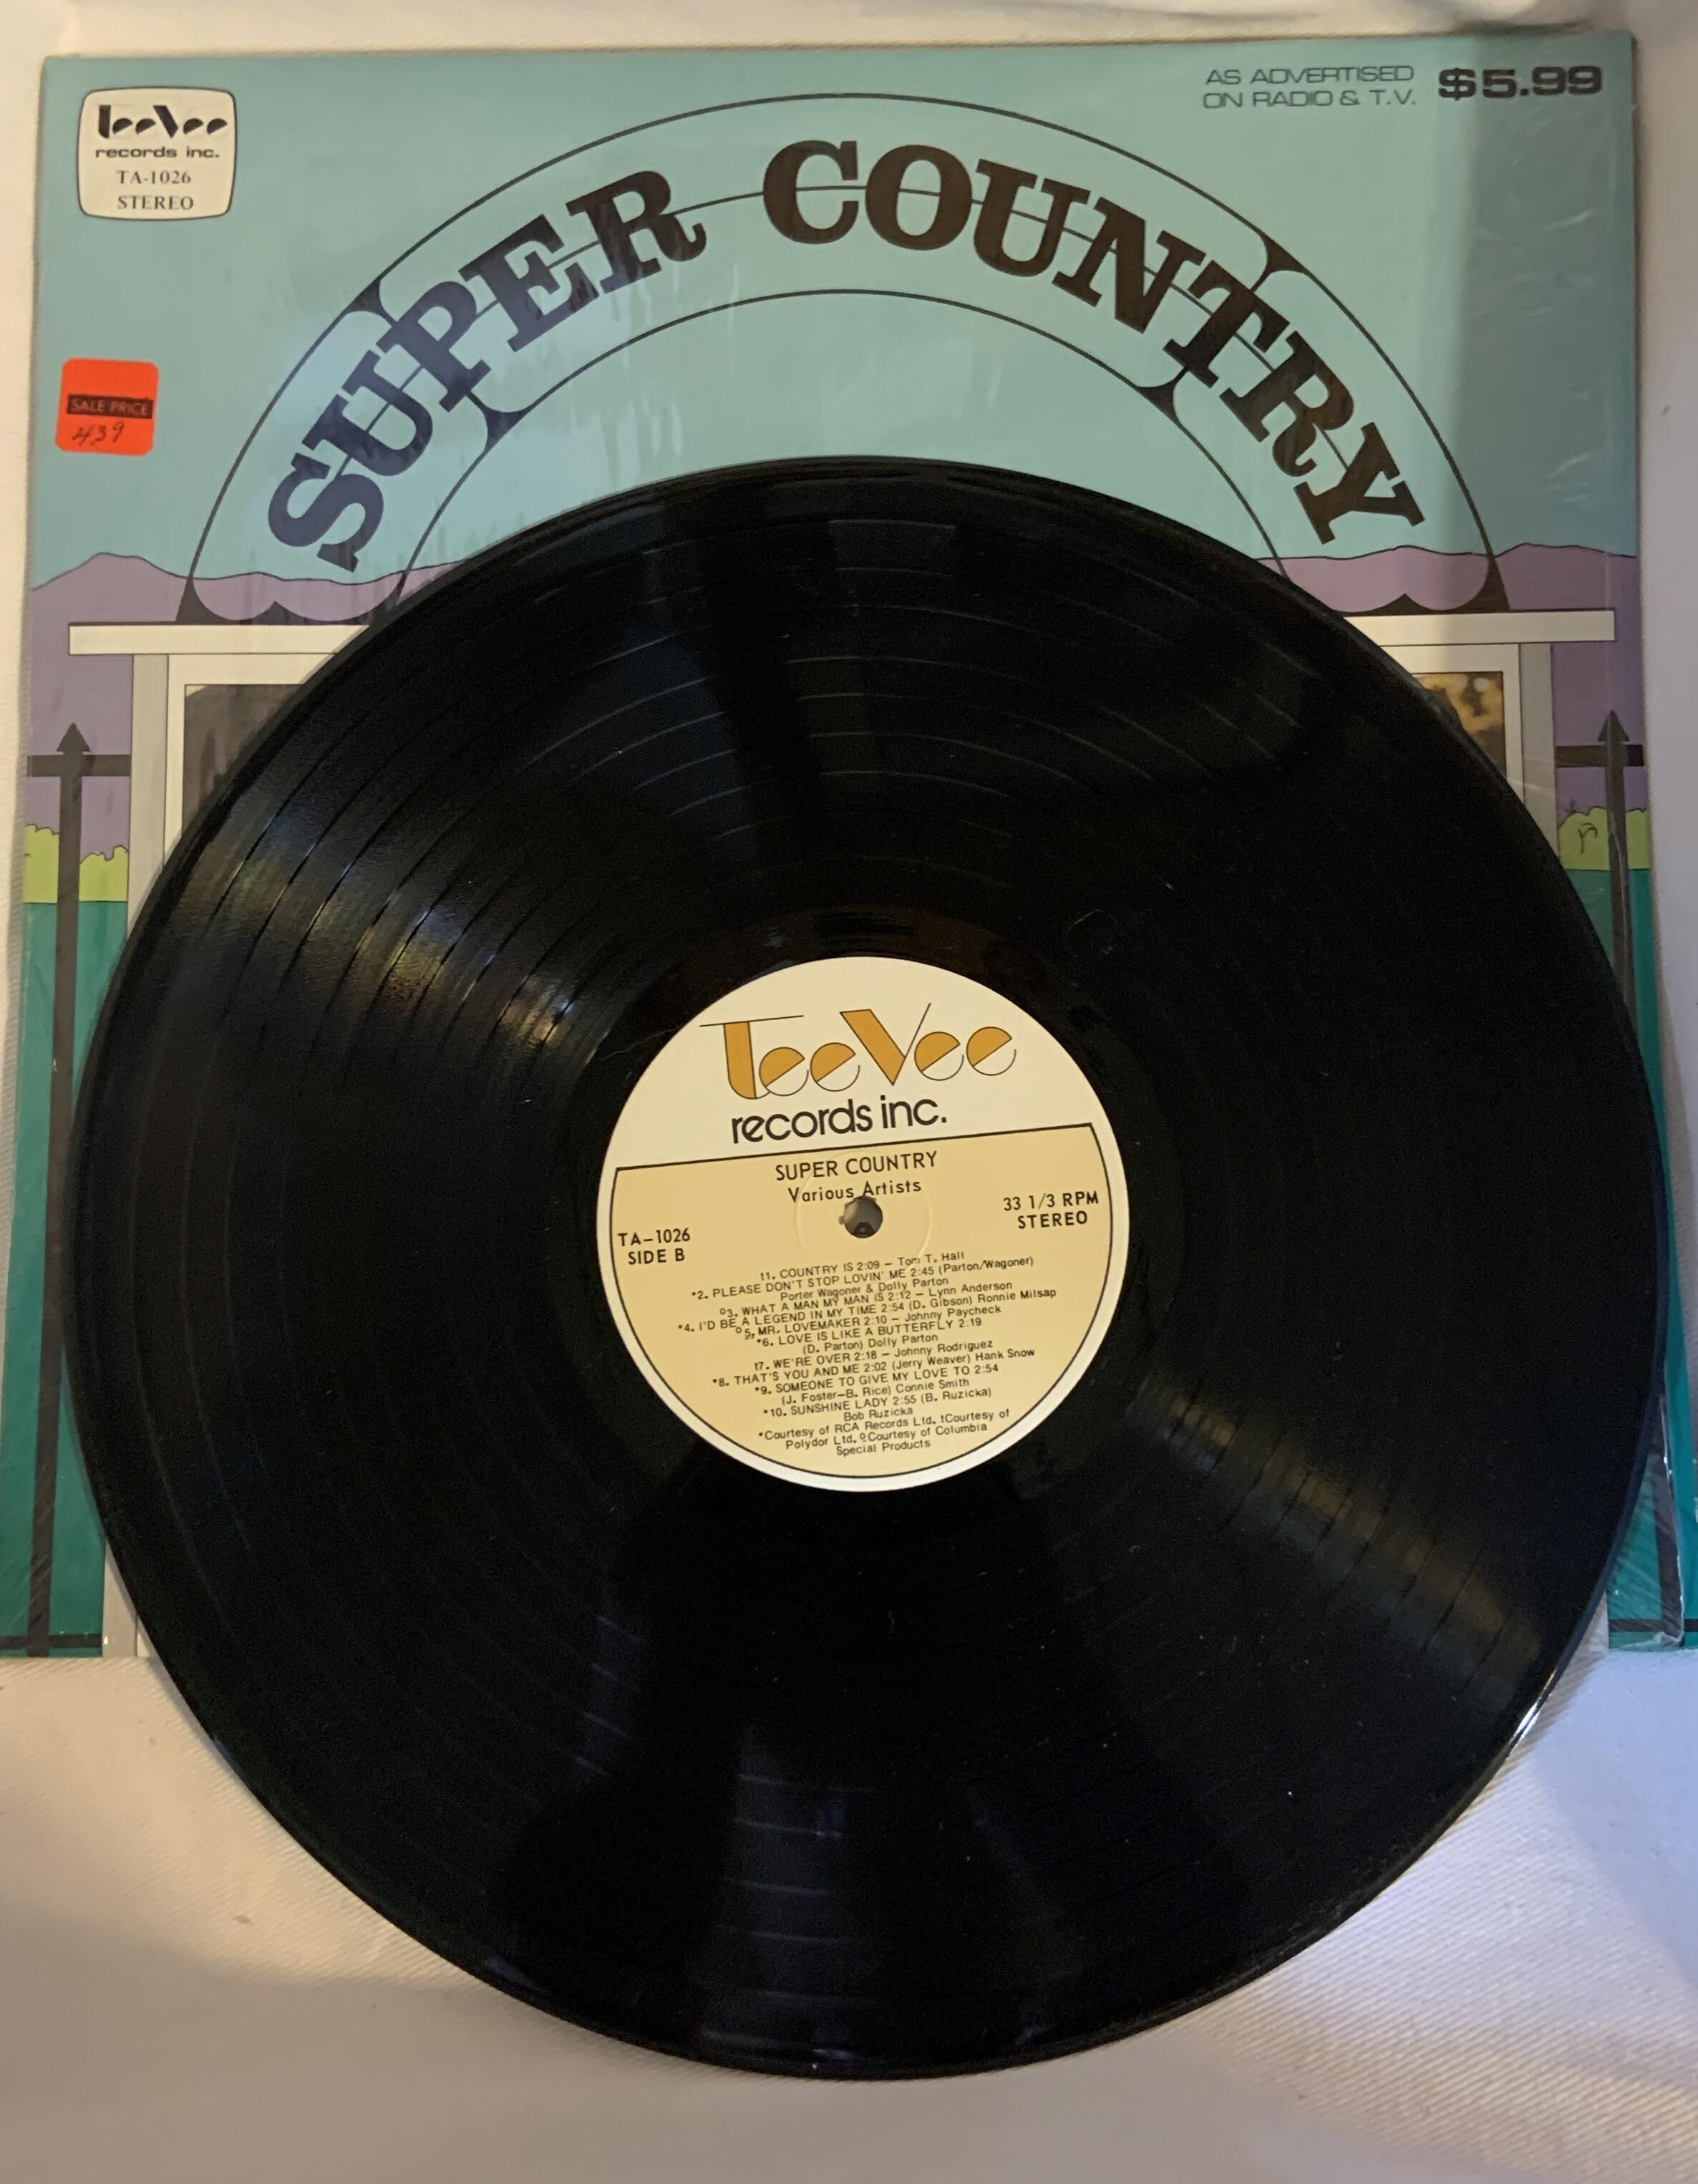 TeeVee
records inc.
TA-1026
STEREO
AS ADVERTISED
ON RADIO & T.V.
$5.99
SUPER COUNTRY
SALE PRICE
439
TeeVee
records inc.
SUPER COUNTRY
Various Artists
33 1/3 RPM
STEREO
TA-1026
SIDE B
†1. COUNTRY IS 2:09 – Tom T. Hall
*2. PLEASE DON'T STOP LOVIN' ME 2:45 (Parton/Wagoner)
Porter Wagoner & Dolly Parton
º3. WHAT A MAN MY MAN IS 2:12 – Lynn Anderson
*4. I'D BE A LEGEND IN MY TIME 2:54 (D. Gibson) Ronnie Milsap
º5. MR. LOVEMAKER 2:10 – Johnny Paycheck
*6. LOVE IS LIKE A BUTTERFLY 2:19
(D. Parton) Dolly Parton
†7. WE'RE OVER 2:18 – Johnny Rodriguez
*8. THAT'S YOU AND ME 2:02 (Jerry Weaver) Hank Snow
*9. SOMEONE TO GIVE MY LOVE TO 2:54
(J. Foster–B. Rice) Connie Smith
*10. SUNSHINE LADY 2:55 (B. Ruzicka)
Bob Ruzicka
*Courtesy of RCA Records Ltd. †Courtesy of
Polydor Ltd. ºCourtesy of Columbia
Special Products